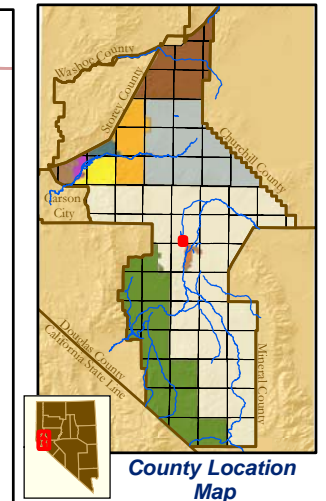 Washoe County
Storey County
Churchill County
Carson
City
Douglas County
California State Line
Mineral County
County Location
Map